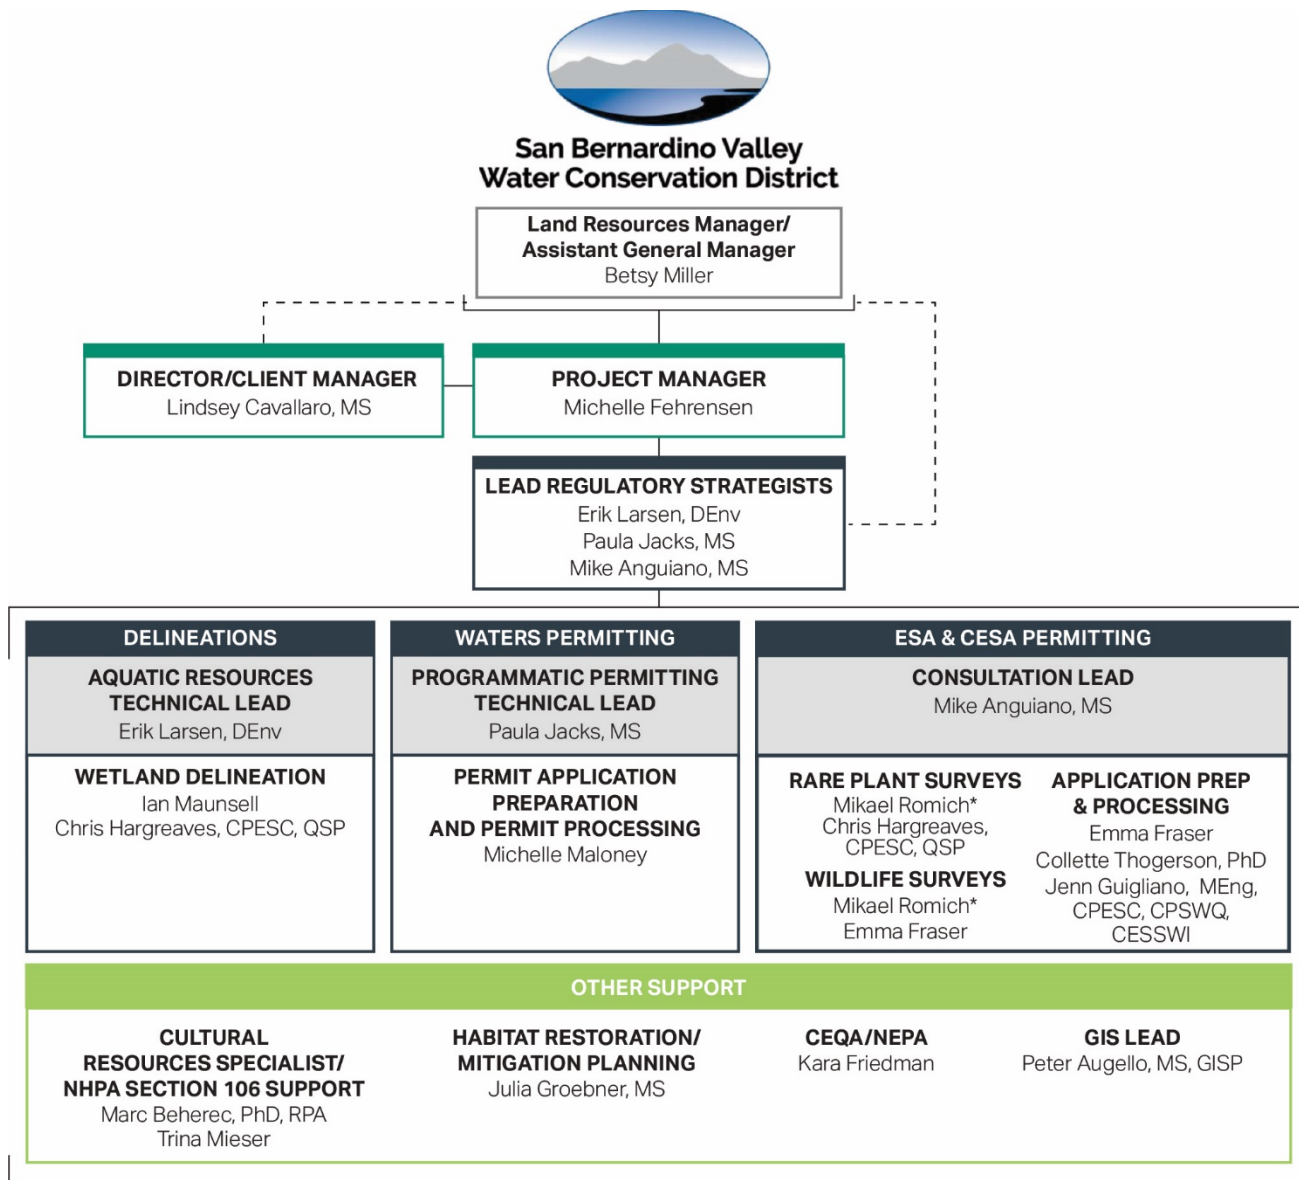 San Bernardino Valley
Water Conservation District
Land Resources Manager/
Assistant General Manager
Betsy Miller
DIRECTOR/CLIENT MANAGER
Lindsey Cavallaro, MS
PROJECT MANAGER
Michelle Fehrensen
LEAD REGULATORY STRATEGISTS
Erik Larsen, DEnv
Paula Jacks, MS
Mike Anguiano, MS
DELINEATIONS
AQUATIC RESOURCES
TECHNICAL LEAD
Erik Larsen, DEnv
WETLAND DELINEATION
Ian Maunsell
Chris Hargreaves, CPESC, QSP
WATERS PERMITTING
PROGRAMMATIC PERMITTING
TECHNICAL LEAD
Paula Jacks, MS
PERMIT APPLICATION
PREPARATION
AND PERMIT PROCESSING
Michelle Maloney
ESA & CESA PERMITTING
CONSULTATION LEAD
Mike Anguiano, MS
RARE PLANT SURVEYS
Mikael Romich*
Chris Hargreaves,
CPESC, QSP
WILDLIFE SURVEYS
Mikael Romich*
Emma Fraser
APPLICATION PREP
& PROCESSING
Emma Fraser
Collette Thogerson, PhD
Jenn Guigliano, MEng,
CPESC, CPSWQ,
CESSWI
OTHER SUPPORT
CULTURAL
RESOURCES SPECIALIST/
NHPA SECTION 106 SUPPORT
Marc Beherec, PhD, RPA
Trina Mieser
HABITAT RESTORATION/
MITIGATION PLANNING
Julia Groebner, MS
CEQA/NEPA
Kara Friedman
GIS LEAD
Peter Augello, MS, GISP